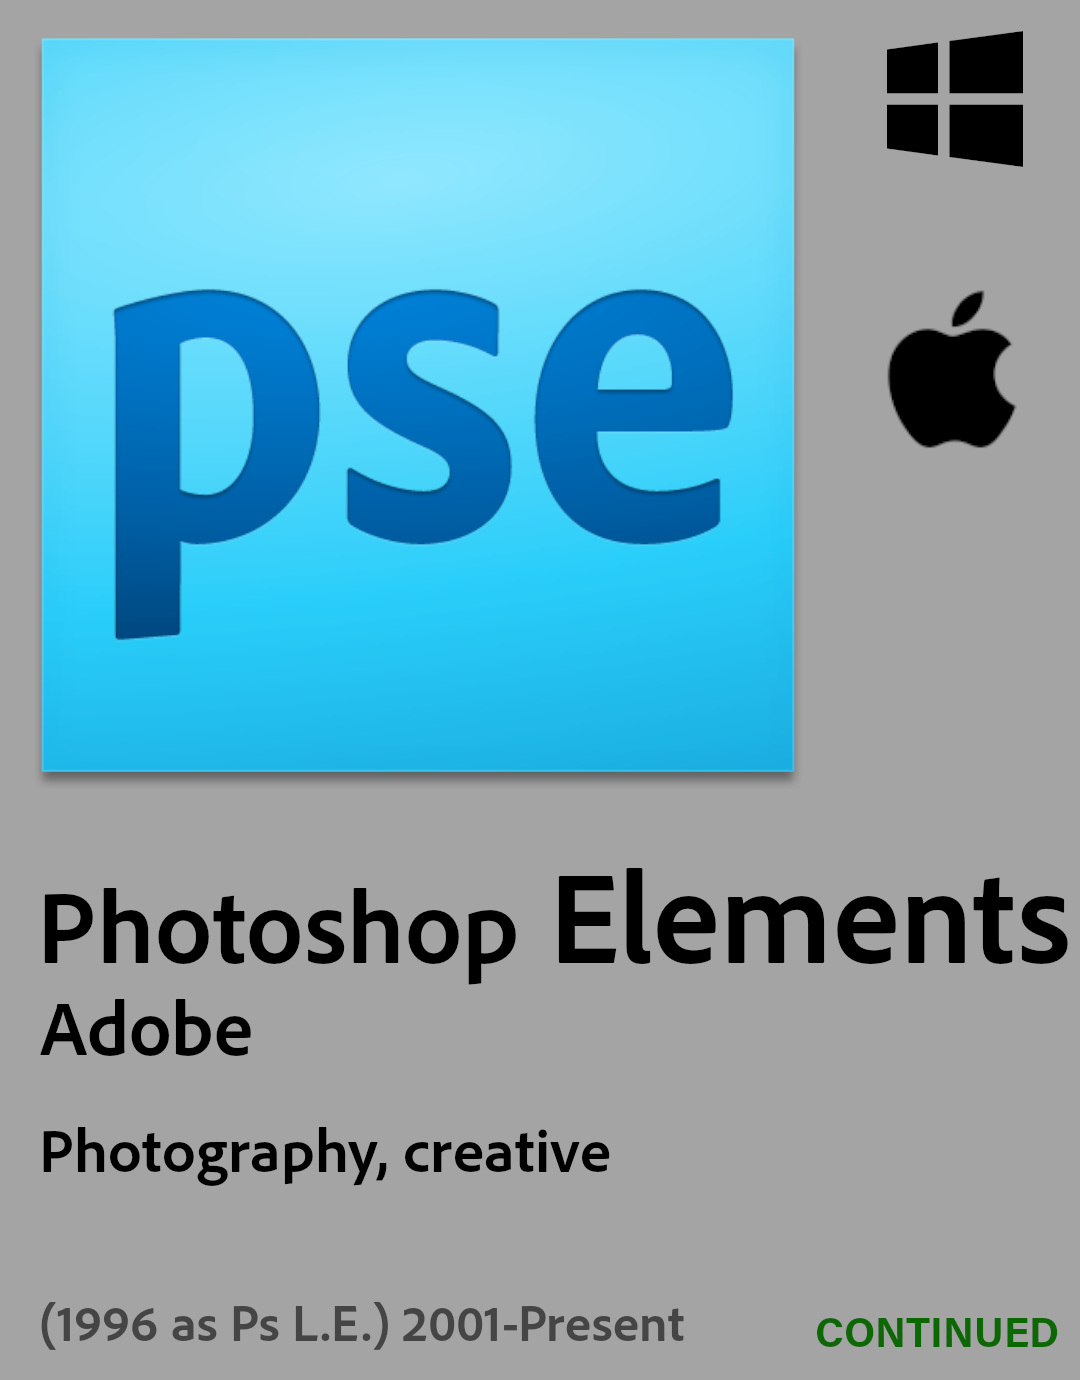 pse
Photoshop Elements
Adobe
Photography, creative
(1996 as Ps L.E.) 2001-Present
CONTINUED